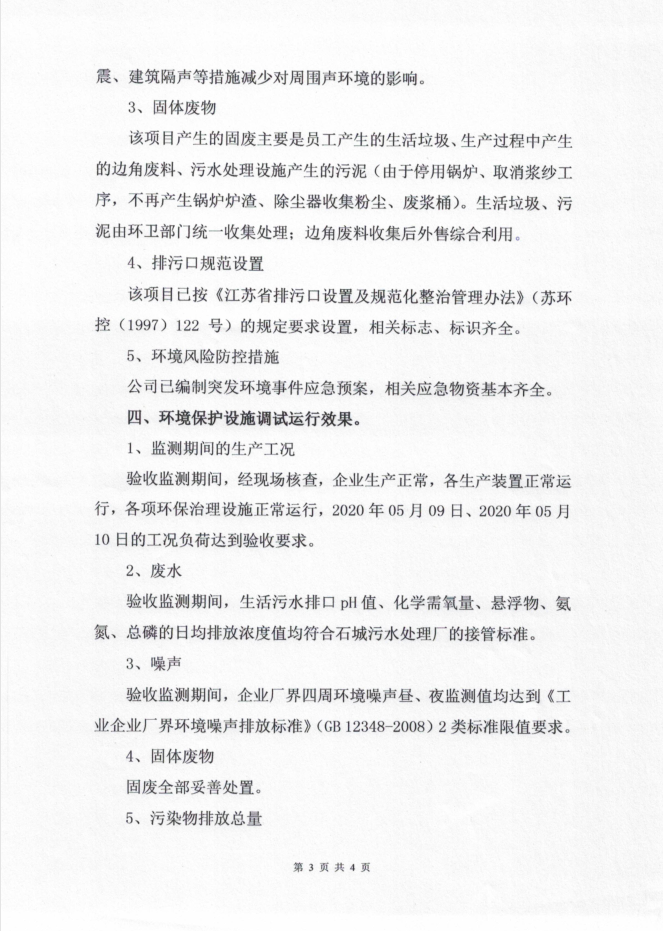 震、建筑隔声等措施减少对周围声环境的影响。
3、固体废物
该项目产生的固废主要是员工产生的生活垃圾、生产过程中产生
的边角废料、污水处理设施产生的污泥（由于停用锅炉、取消浆纱工
序，不再产生锅炉炉渣、除尘器收集粉尘、废浆桶）。生活垃圾、污
泥由环卫部门统一收集处理；边角废料收集后外售综合利用。
4、排污口规范设置
该项目已按《江苏省排污口设置及规范化整治管理办法》（苏环
控（1997）122 号）的规定要求设置，相关标志、标识齐全。
5、环境风险防控措施
公司已编制突发环境事件应急预案，相关应急物资基本齐全。
四、环境保护设施调试运行效果。
1、监测期间的生产工况
验收监测期间，经现场核查，企业生产正常，各生产装置正常运
行，各项环保治理设施正常运行，2020 年 05 月 09 日、2020 年 05 月
10 日的工况负荷达到验收要求。
2、废水
验收监测期间，生活污水排口 pH 值、化学需氧量、悬浮物、氨
氮、总磷的日均排放浓度值均符合石城污水处理厂的接管标准。
3、噪声
验收监测期间，企业厂界四周环境噪声昼、夜监测值均达到《工
业企业厂界环境噪声排放标准》（GB 12348-2008）2 类标准限值要求。
4、固体废物
固废全部妥善处置。
5、污染物排放总量
第 3 页 共 4 页